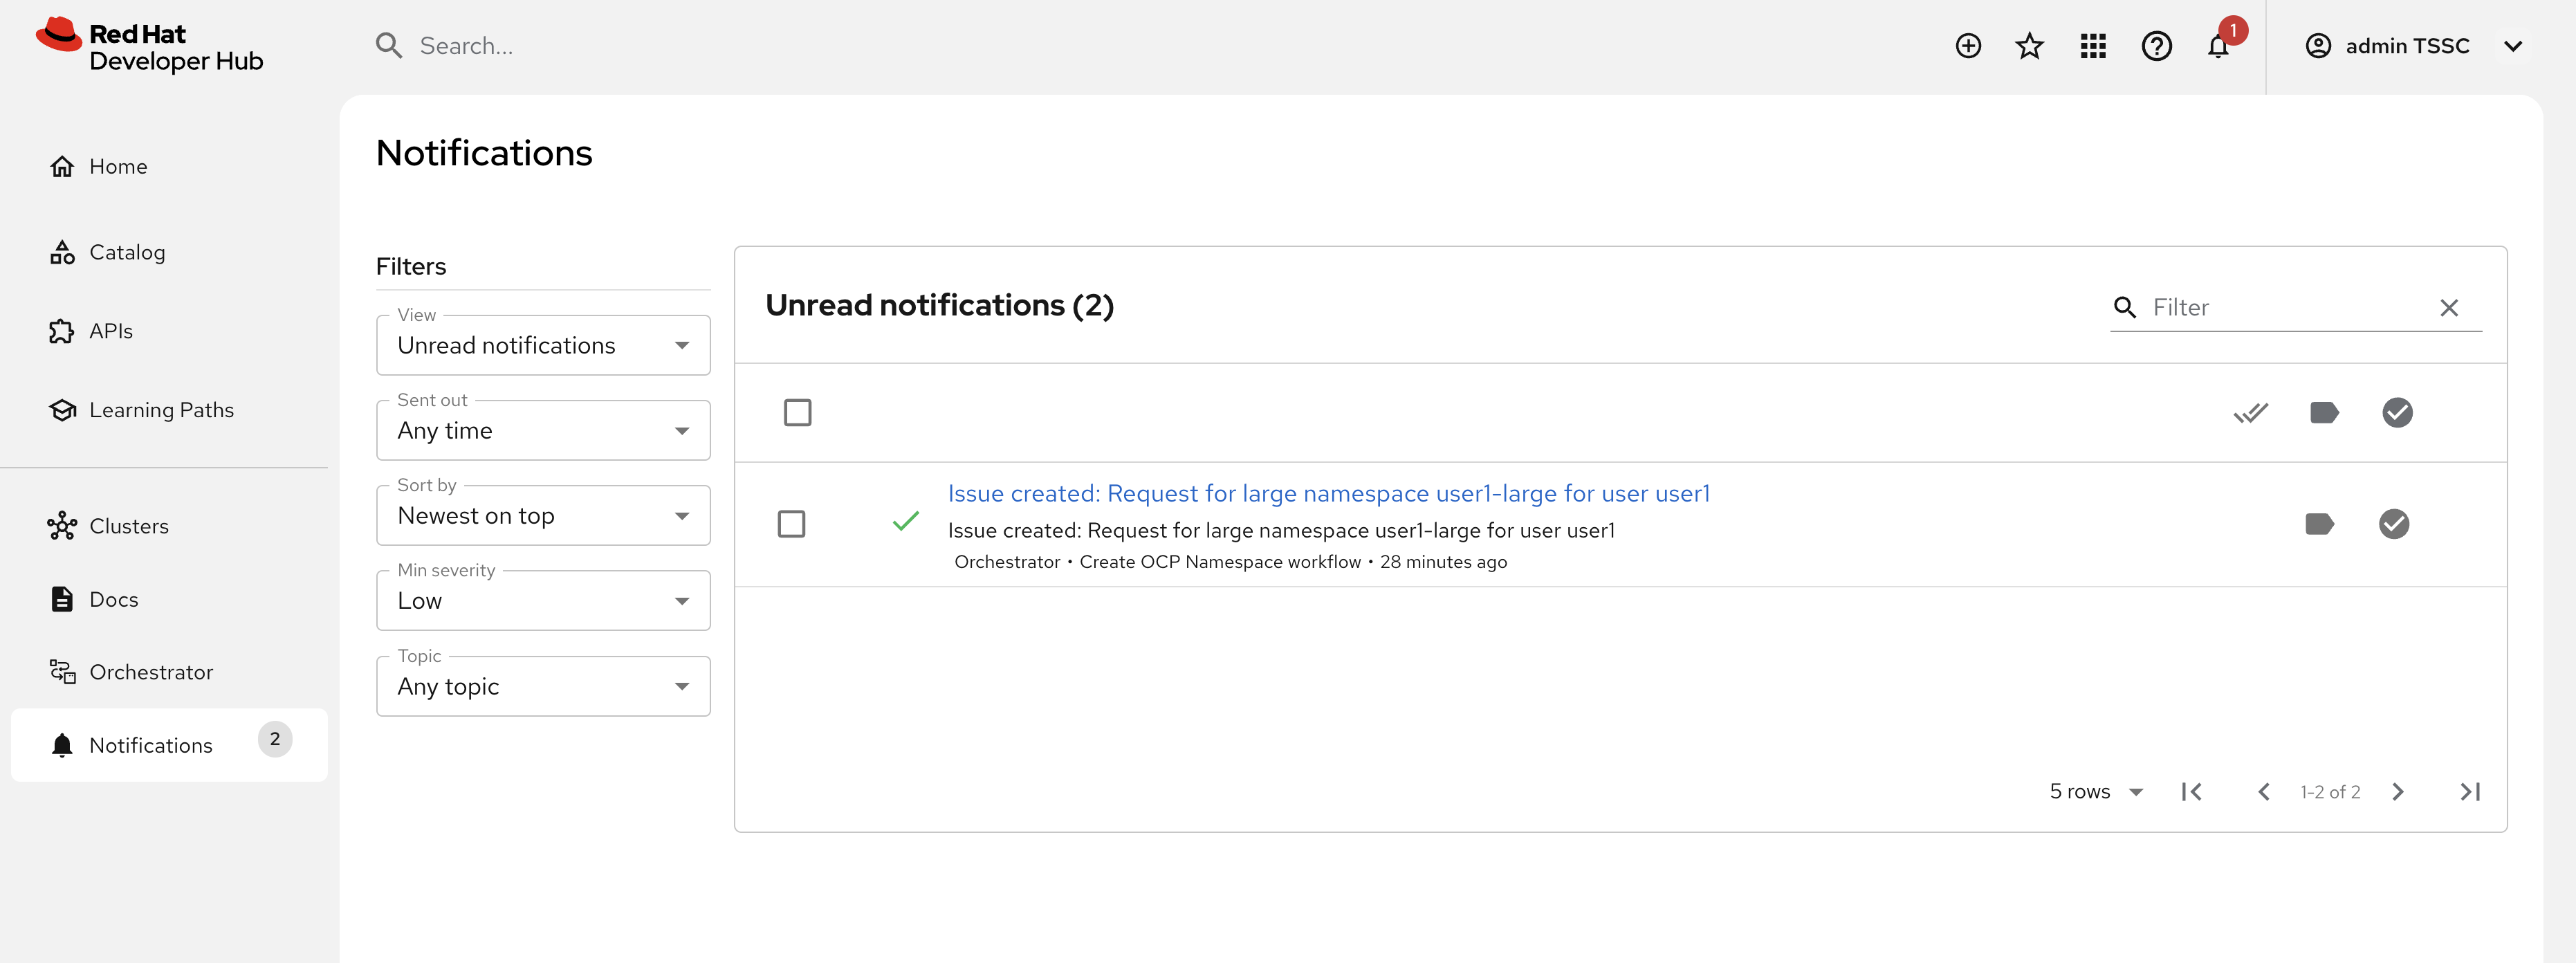 Red Hat
Developer Hub
Search...
1
admin TSSC
Home
Catalog
APIs
Learning Paths
Clusters
Docs
Orchestrator
Notifications 2
Notifications
Filters
View
Unread notifications
Sent out
Any time
Sort by
Newest on top
Min severity
Low
Topic
Any topic
Unread notifications (2)
Filter
Issue created: Request for large namespace user1-large for user user1
Issue created: Request for large namespace user1-large for user user1
Orchestrator • Create OCP Namespace workflow • 28 minutes ago
5 rows
1-2 of 2